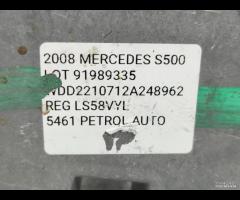 2008 MERCEDES S500
LOT 91989335
WDD2210712A248962
REG LS58VYL
5461 PETROL AUTO